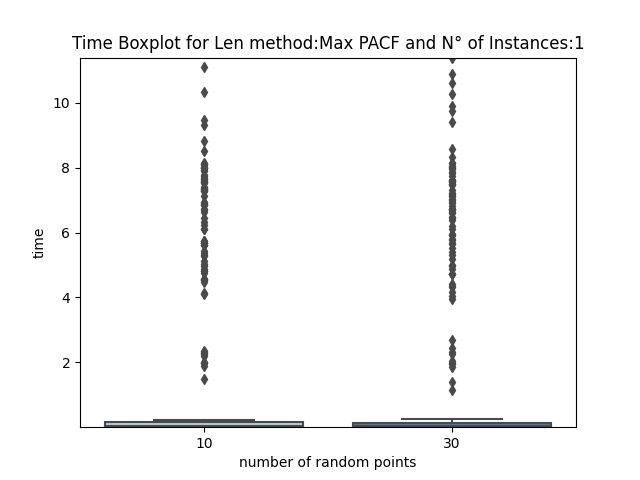 Time Boxplot for Len method:Max PACF and N° of Instances:1
10
8
6
4
2
time
10
30
number of random points